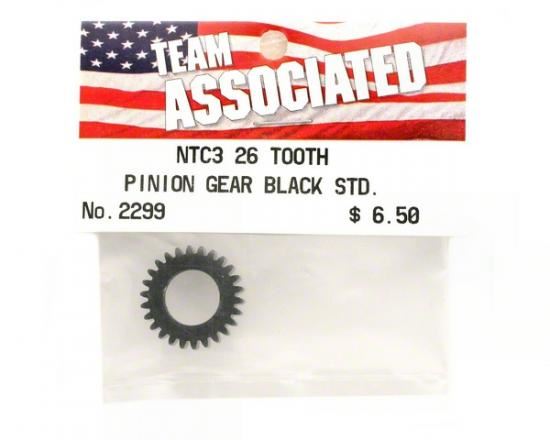 TEAM
ASSOCIATED
NTC3 26 TOOTH
PINION GEAR BLACK STD.
No.2299 $ 6.50